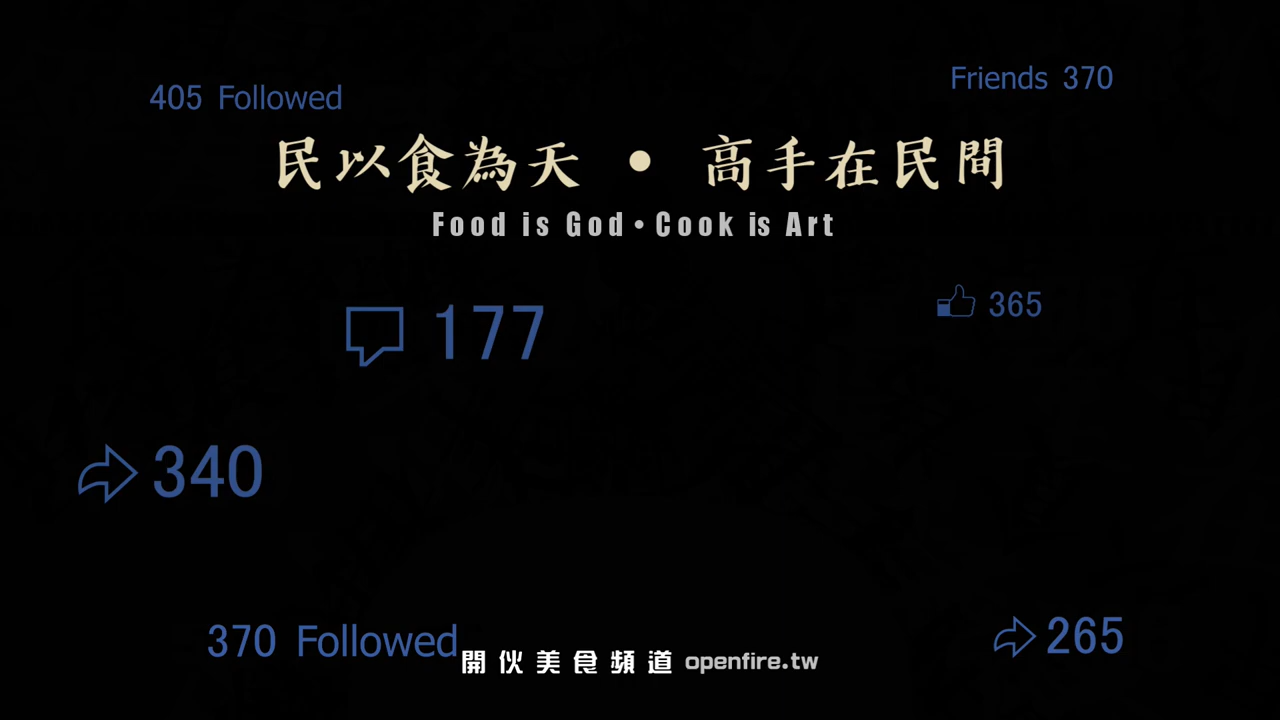 405 Followed
Friends 370
民以食為天 • 高手在民間
Food is God • Cook is Art
177
365
340
370 Followed
265
開伙美食頻道 openfire.tw